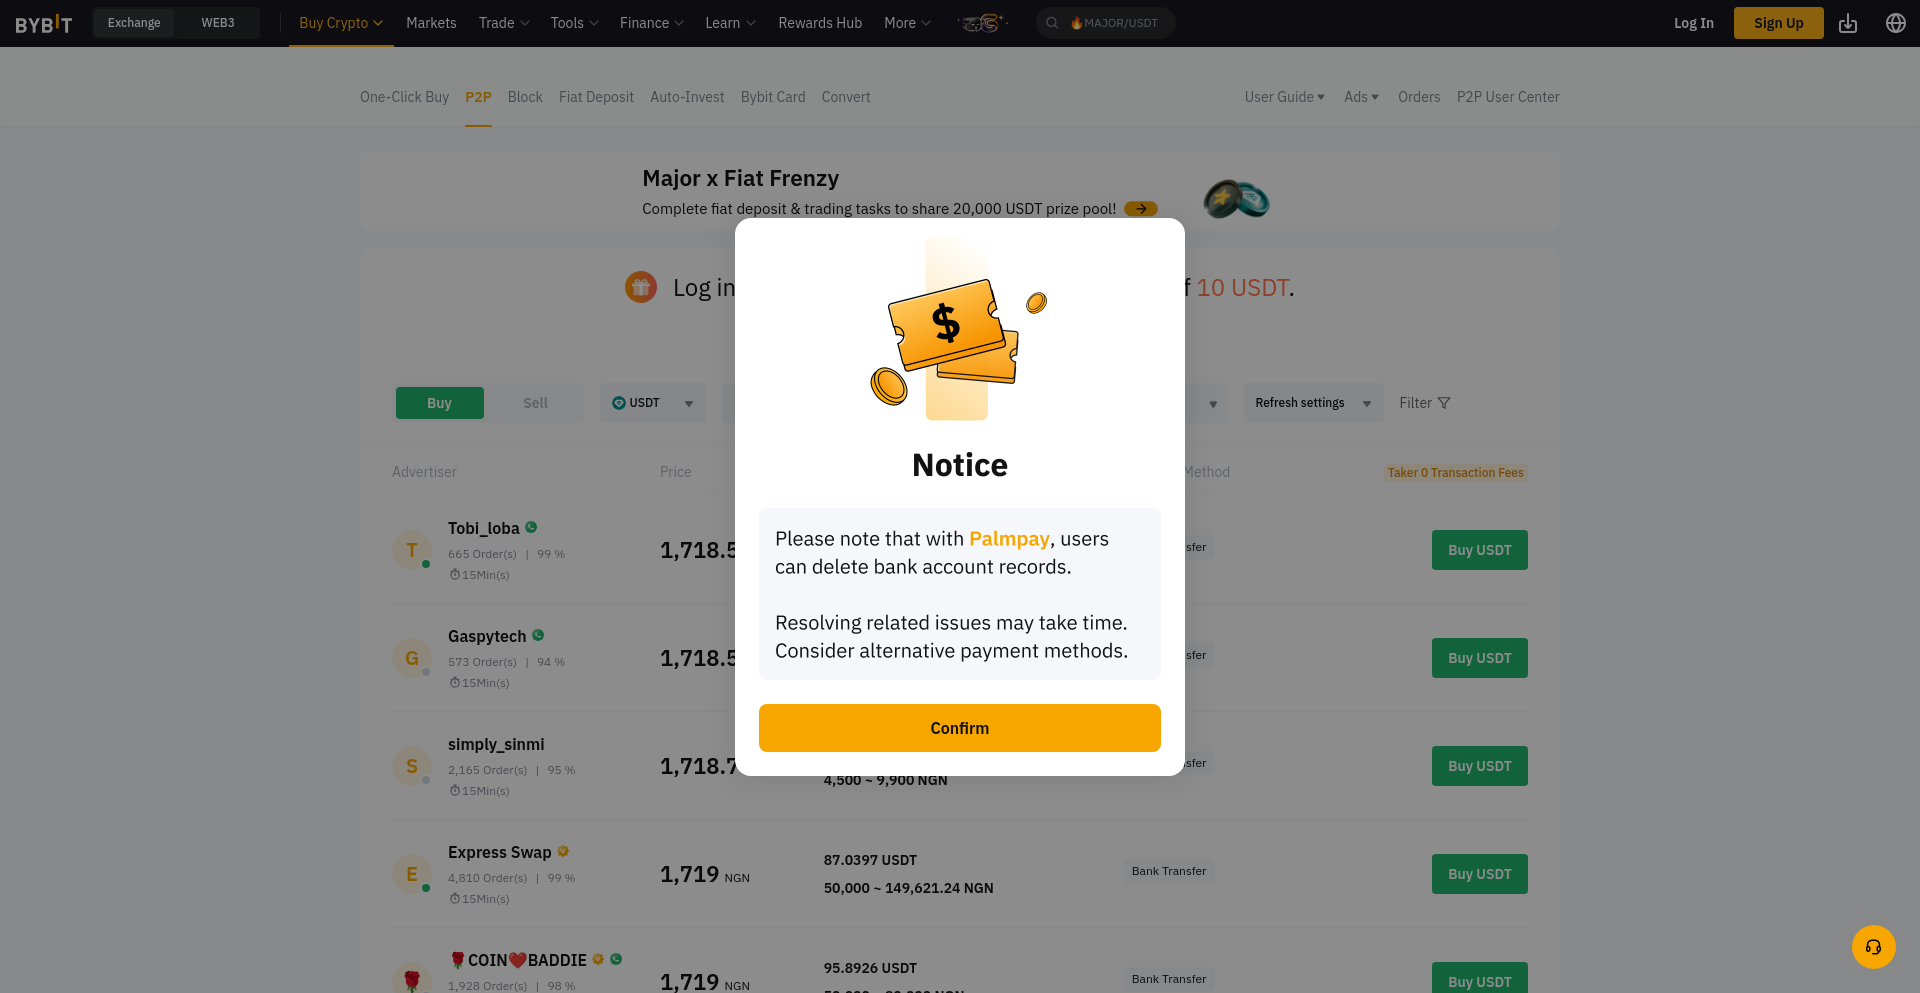 BYBIT Exchange WEB3 Buy Crypto Markets Trade Tools Finance Learn Rewards Hub More MAJOR/USDT Log In Sign Up
One-Click Buy P2P Block Fiat Deposit Auto-Invest Bybit Card Convert User Guide Ads Orders P2P User Center
Major x Fiat Frenzy
Complete fiat deposit & trading tasks to share 20,000 USDT prize pool!
Log in 10 USDT.
Buy Sell USDT Refresh settings Filter
Advertiser Price Method Taker 0 Transaction Fees
$
Notice
Please note that with Palmpay, users
can delete bank account records.
Resolving related issues may take time.
Consider alternative payment methods.
Confirm
T Tobi_loba
665 Order(s) | 99 %
15Min(s)
1,718.5
Buy USDT
G Gaspytech
573 Order(s) | 94 %
15Min(s)
1,718.5
Buy USDT
S simply_sinmi
2,165 Order(s) | 95 %
15Min(s)
1,718.7
4,500 ~ 9,900 NGN
Buy USDT
E Express Swap
4,810 Order(s) | 99 %
15Min(s)
1,719 NGN
87.0397 USDT
50,000 ~ 149,621.24 NGN
Bank Transfer
Buy USDT
🌹COIN❤️BADDIE
1,928 Order(s) | 98 %
1,719 NGN
95.8926 USDT
Bank Transfer
Buy USDT